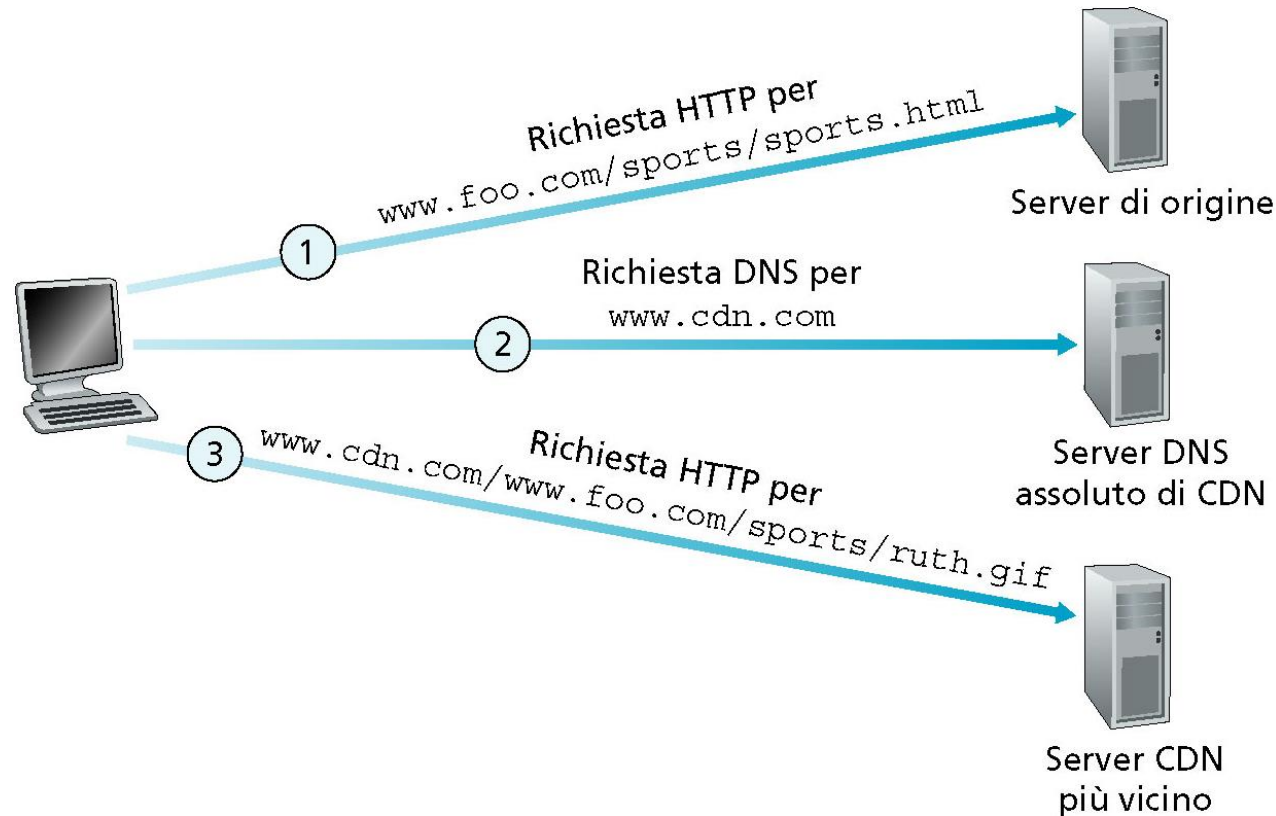 Richiesta HTTP per
www.foo.com/sports/sports.html
1
Server di origine
Richiesta DNS per
www.cdn.com
2
Server DNS
assoluto di CDN
3
Richiesta HTTP per
www.cdn.com/www.foo.com/sports/ruth.gif
Server CDN
più vicino